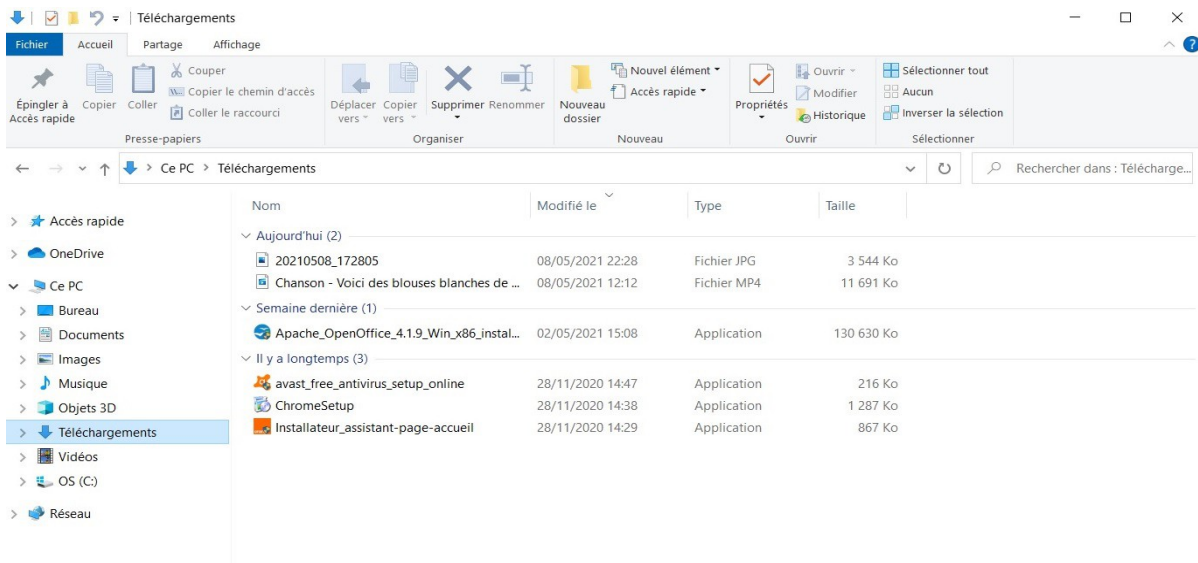 Téléchargements
Fichier Accueil Partage Affichage
Épingler à Accès rapide
Copier
Coller
Couper
Copier le chemin d'accès
Coller le raccourci
Presse-papiers
Déplacer vers
Copier vers
Supprimer
Renommer
Organiser
Nouveau dossier
Nouvel élément
Accès rapide
Nouveau
Propriétés
Ouvrir
Modifier
Historique
Ouvrir
Sélectionner tout
Aucun
Inverser la sélection
Sélectionner
Ce PC > Téléchargements
Rechercher dans : Télécharge...
Accès rapide
OneDrive
Ce PC
Bureau
Documents
Images
Musique
Objets 3D
Téléchargements
Vidéos
OS (C:)
Réseau
Nom Modifié le Type Taille
Aujourd'hui (2)
20210508_172805 08/05/2021 22:28 Fichier JPG 3 544 Ko
Chanson - Voici des blouses blanches de ... 08/05/2021 12:12 Fichier MP4 11 691 Ko
Semaine dernière (1)
Apache_OpenOffice_4.1.9_Win_x86_instal... 02/05/2021 15:08 Application 130 630 Ko
Il y a longtemps (3)
avast_free_antivirus_setup_online 28/11/2020 14:47 Application 216 Ko
ChromeSetup 28/11/2020 14:38 Application 1 287 Ko
Installateur_assistant-page-accueil 28/11/2020 14:29 Application 867 Ko